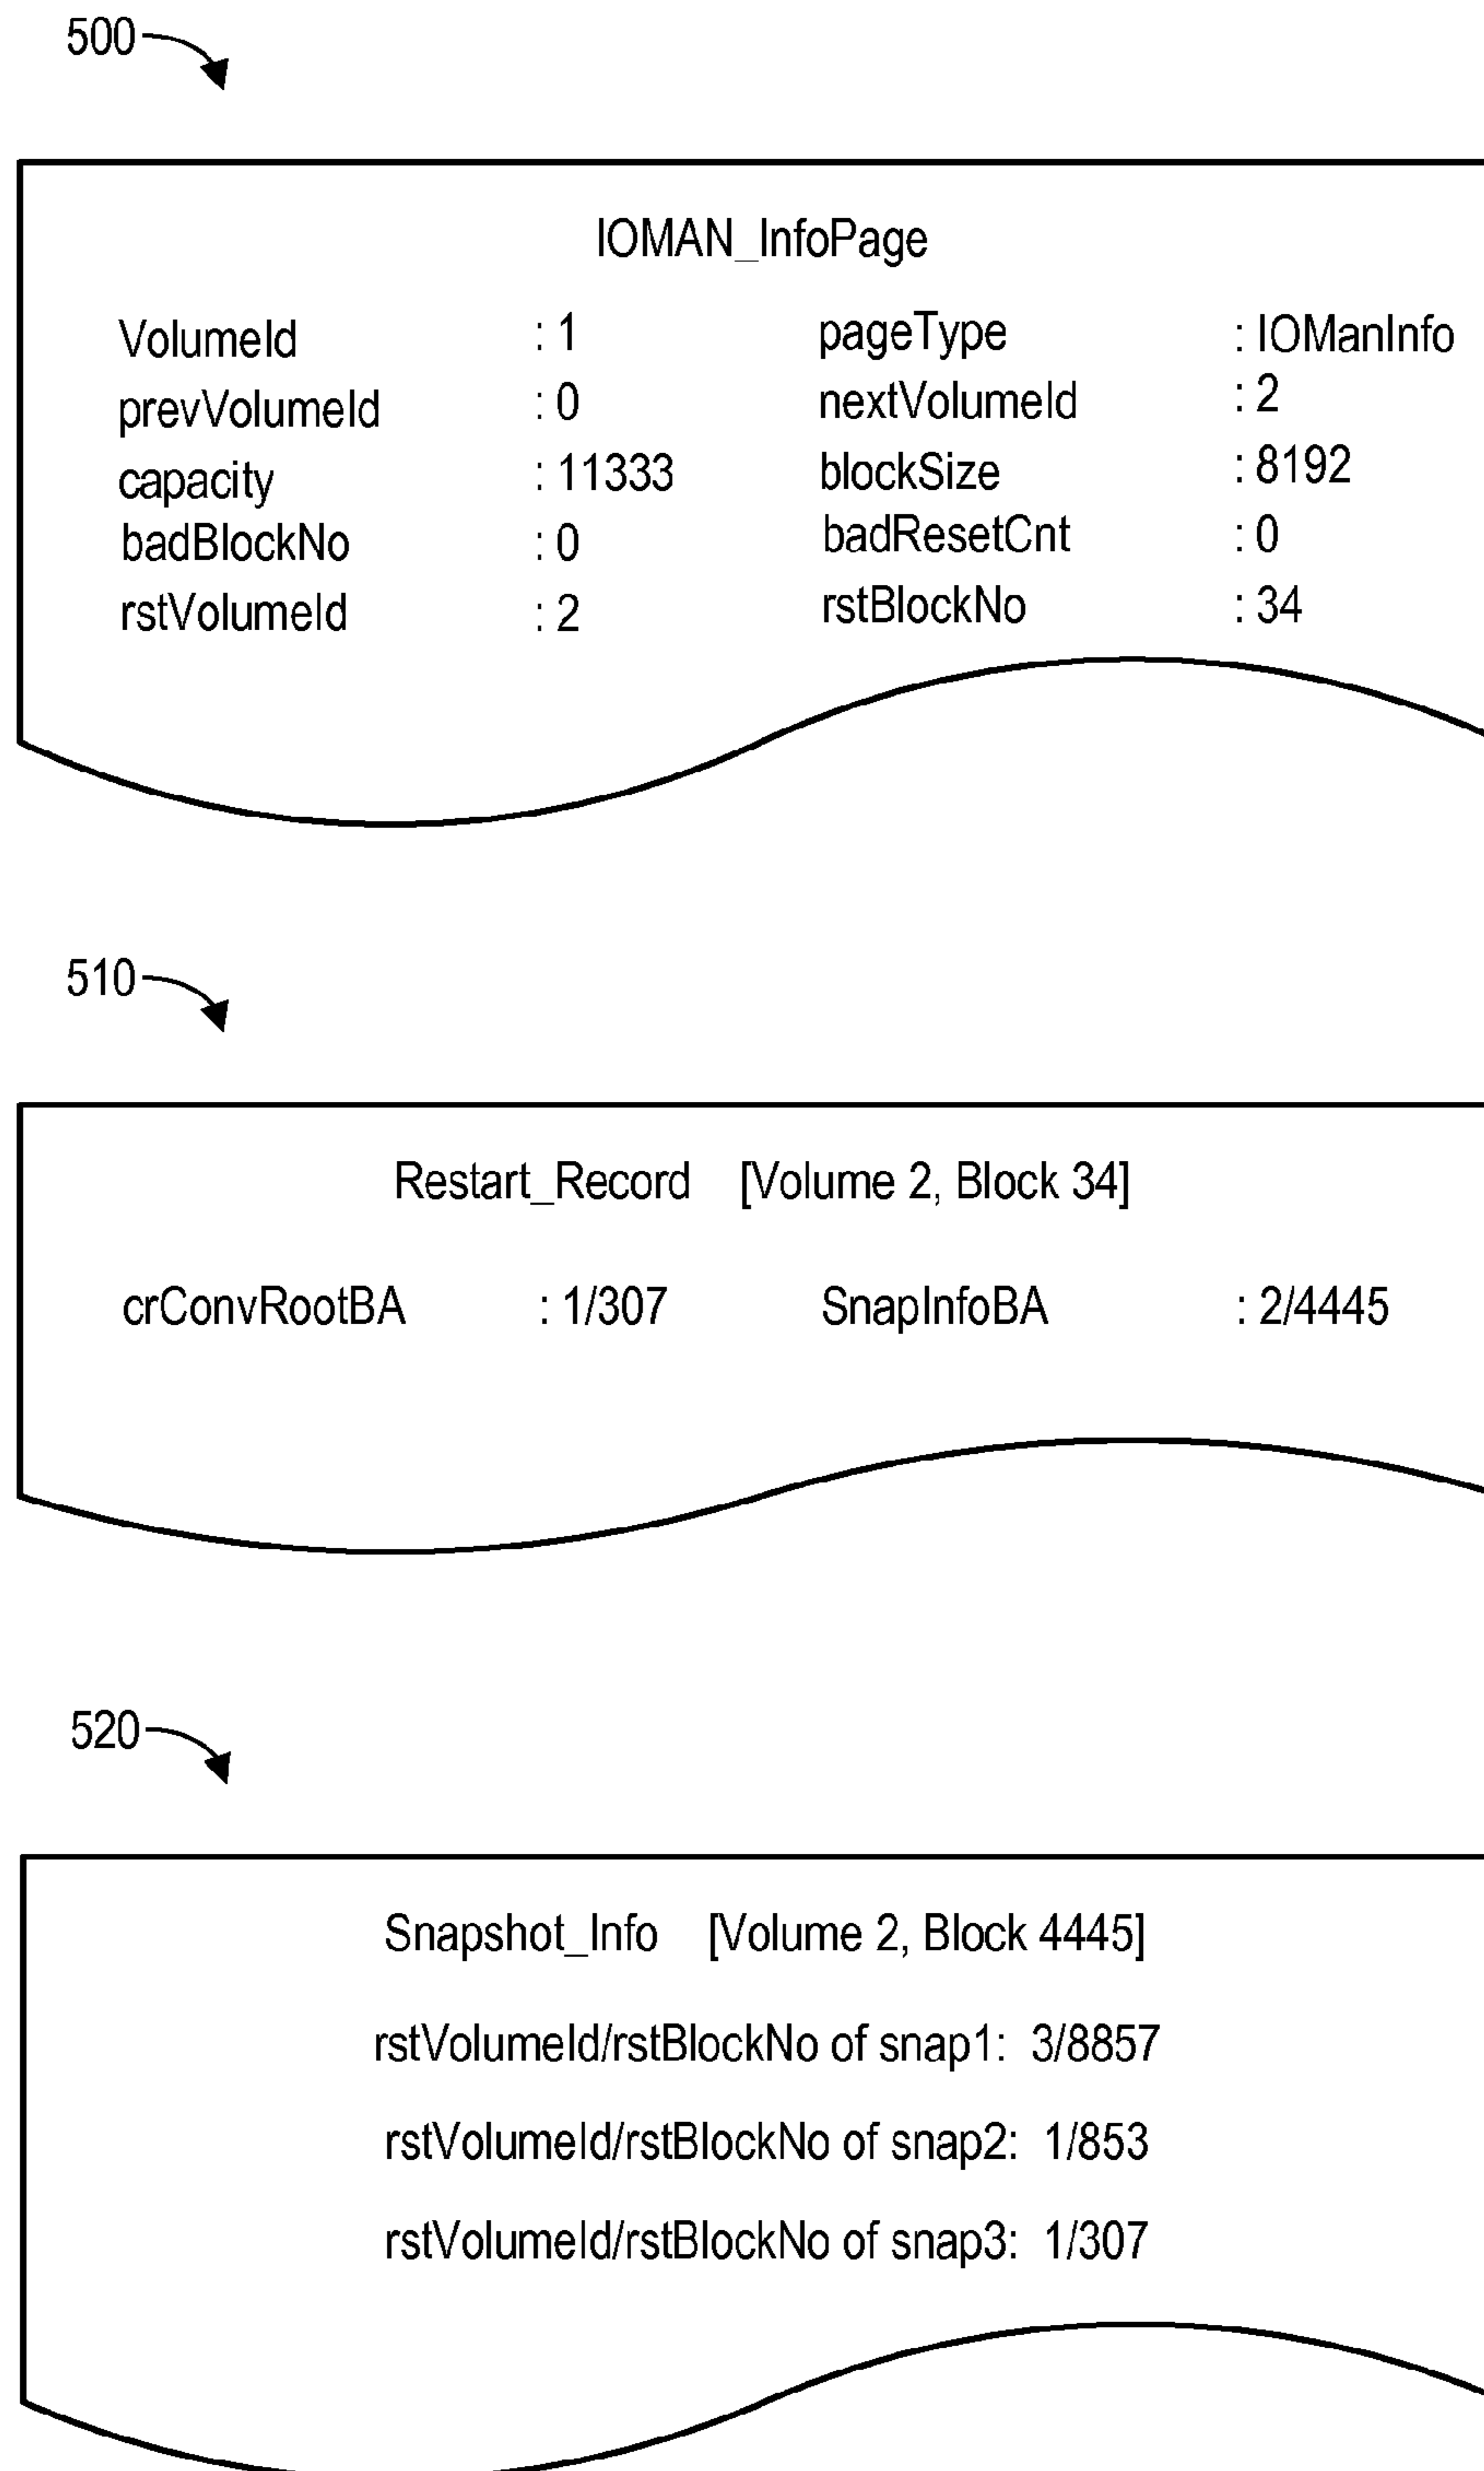 500
IOMAN_InfoPage
VolumeId : 1 pageType : IOManInfo
prevVolumeId : 0 nextVolumeId : 2
capacity : 11333 blockSize : 8192
badBlockNo : 0 badResetCnt : 0
rstVolumeId : 2 rstBlockNo : 34
510
Restart_Record [Volume 2, Block 34]
crConvRootBA : 1/307 SnapInfoBA : 2/4445
520
Snapshot_Info [Volume 2, Block 4445]
rstVolumeId/rstBlockNo of snap1: 3/8857
rstVolumeId/rstBlockNo of snap2: 1/853
rstVolumeId/rstBlockNo of snap3: 1/307